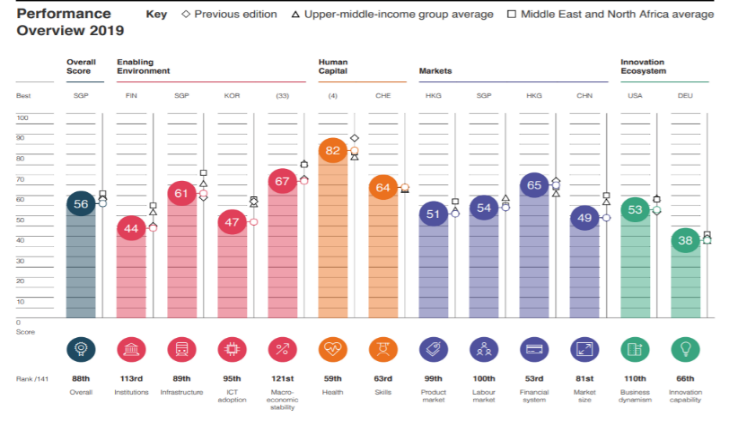 Performance
Overview 2019
Key ◇ Previous edition △ Upper-middle-income group average □ Middle East and North Africa average
Overall Score
Enabling Environment
Human Capital
Markets
Innovation Ecosystem
Best SGP FIN SGP KOR (33) (4) CHE HKG SGP HKG CHN USA DEU
100
90
80
70
60
50
40
30
20
10
0
Score
56 44 61 47 67 82 64 51 54 65 49 53 38
Rank /141 88th 113rd 89th 95th 121st 59th 63rd 99th 100th 53rd 81st 110th 66th
Overall
Institutions
Infrastructure
ICT adoption
Macro-economic stability
Health
Skills
Product market
Labour market
Financial system
Market size
Business dynamism
Innovation capability